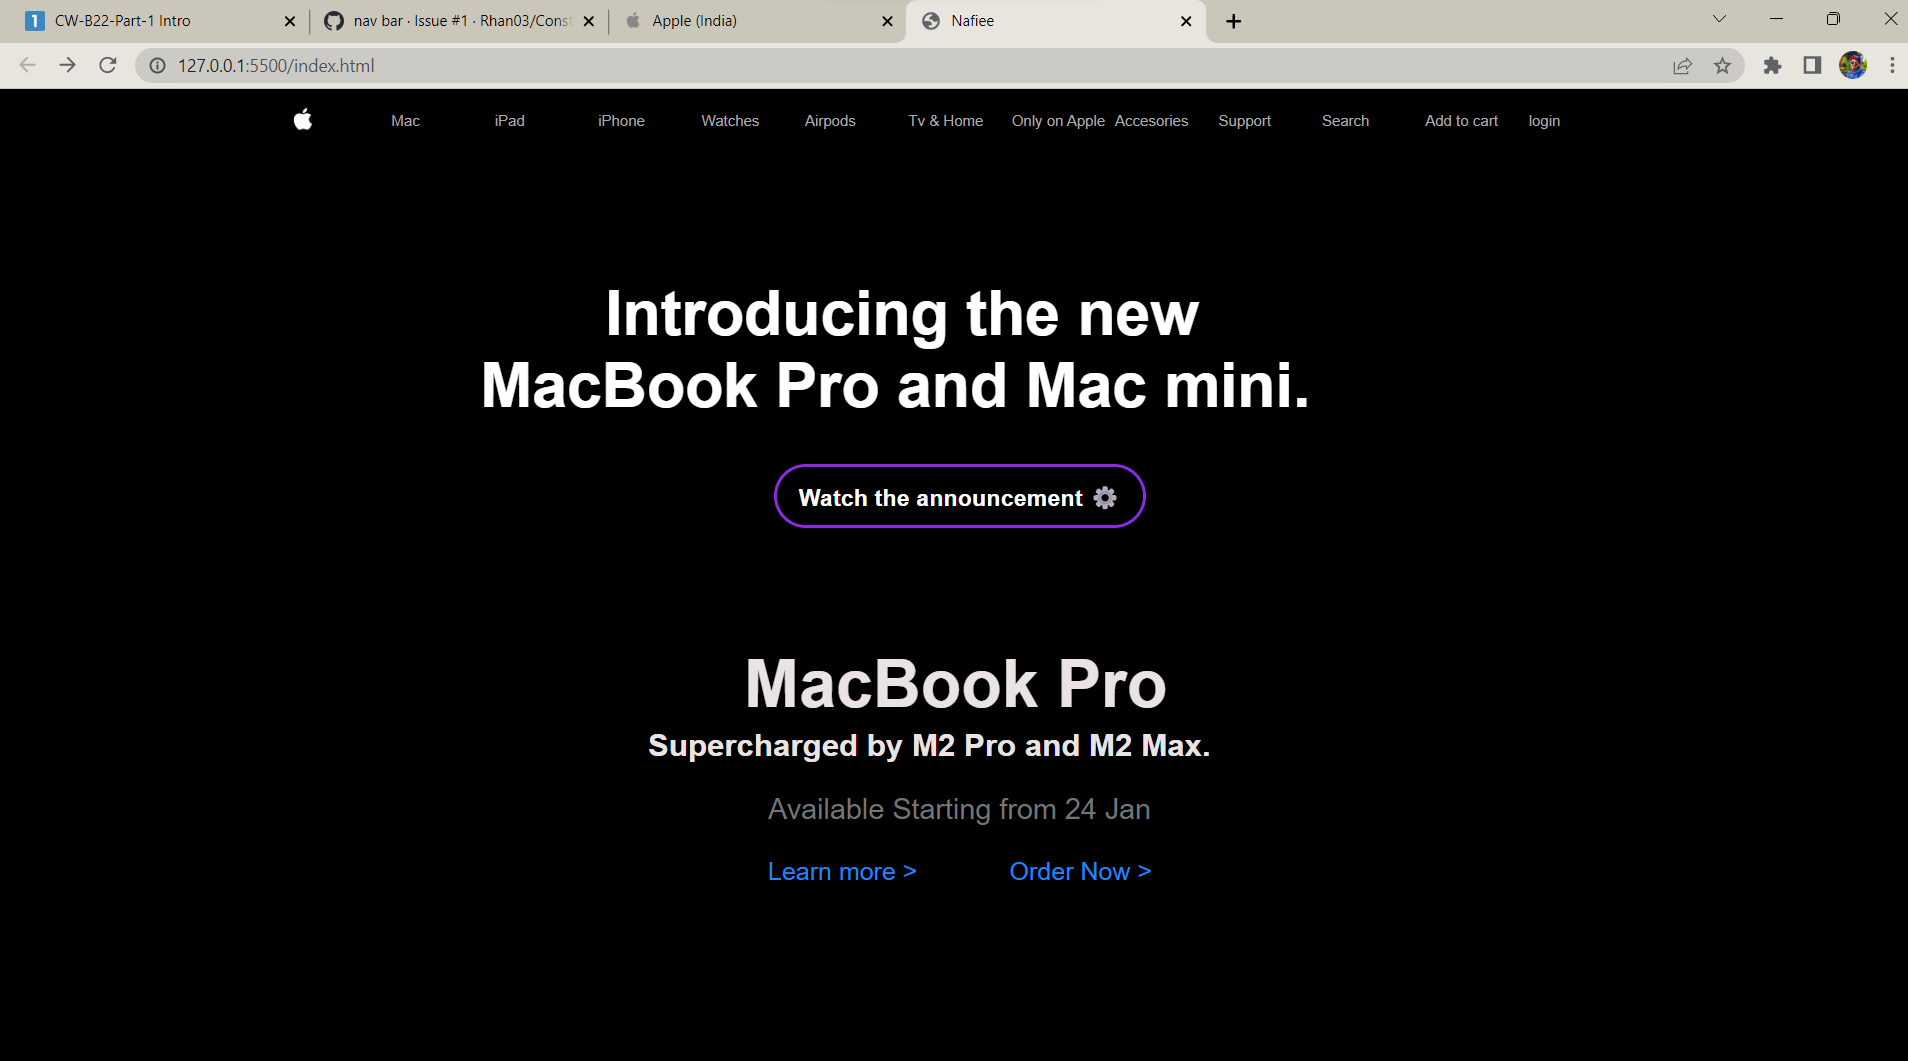 CW-B22-Part-1 Intro
nav bar · Issue #1 · Rhan03/Const
Apple (India)
Nafiee
127.0.0.1:5500/index.html
Mac iPad iPhone Watches Airpods Tv & Home Only on Apple Accesories Support Search Add to cart login
Introducing the new
MacBook Pro and Mac mini.
Watch the announcement
MacBook Pro
Supercharged by M2 Pro and M2 Max.
Available Starting from 24 Jan
Learn more > Order Now >